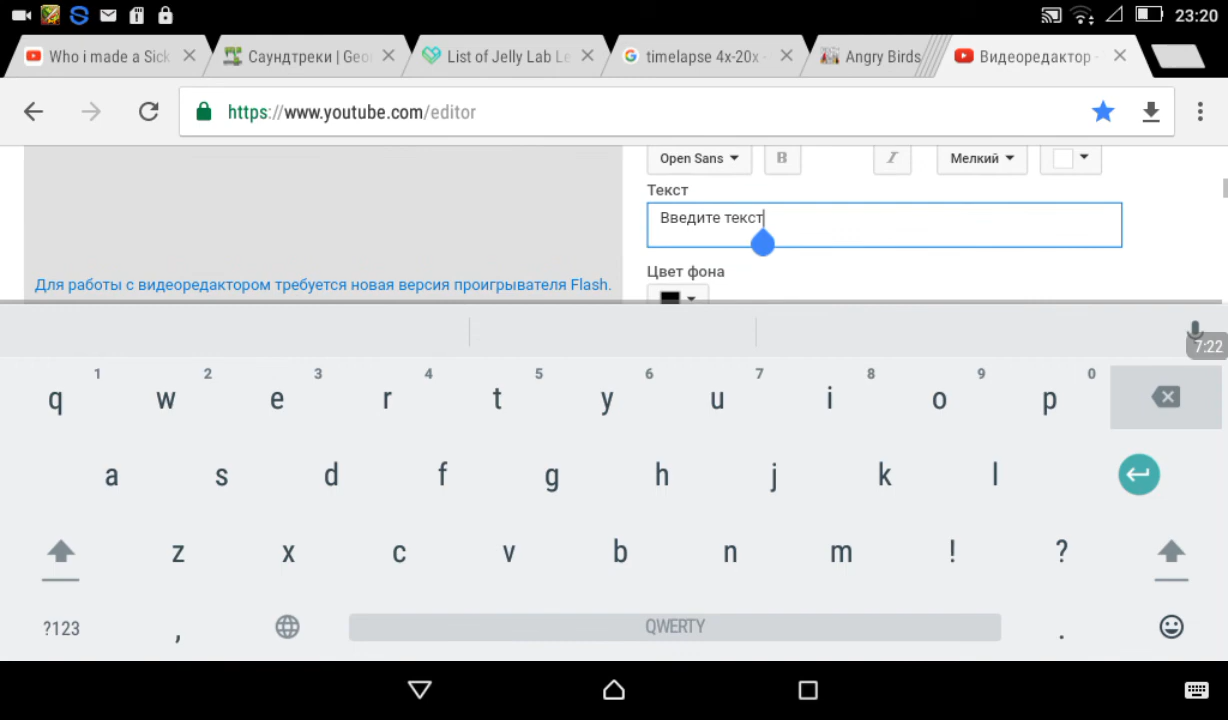 23:20
Who i made a Sick
Саундтреки | Geo
List of Jelly Lab Le
timelapse 4x-20x -
Angry Birds
Видеоредактор -
https://www.youtube.com/editor
Open Sans B I Мелкий
Текст
Введите текст
Цвет фона
Для работы с видеоредактором требуется новая версия проигрывателя Flash.
7:22
1 2 3 4 5 6 7 8 9 0
q w e r t y u i o p
a s d f g h j k l
z x c v b n m ! ?
?123 , QWERTY .